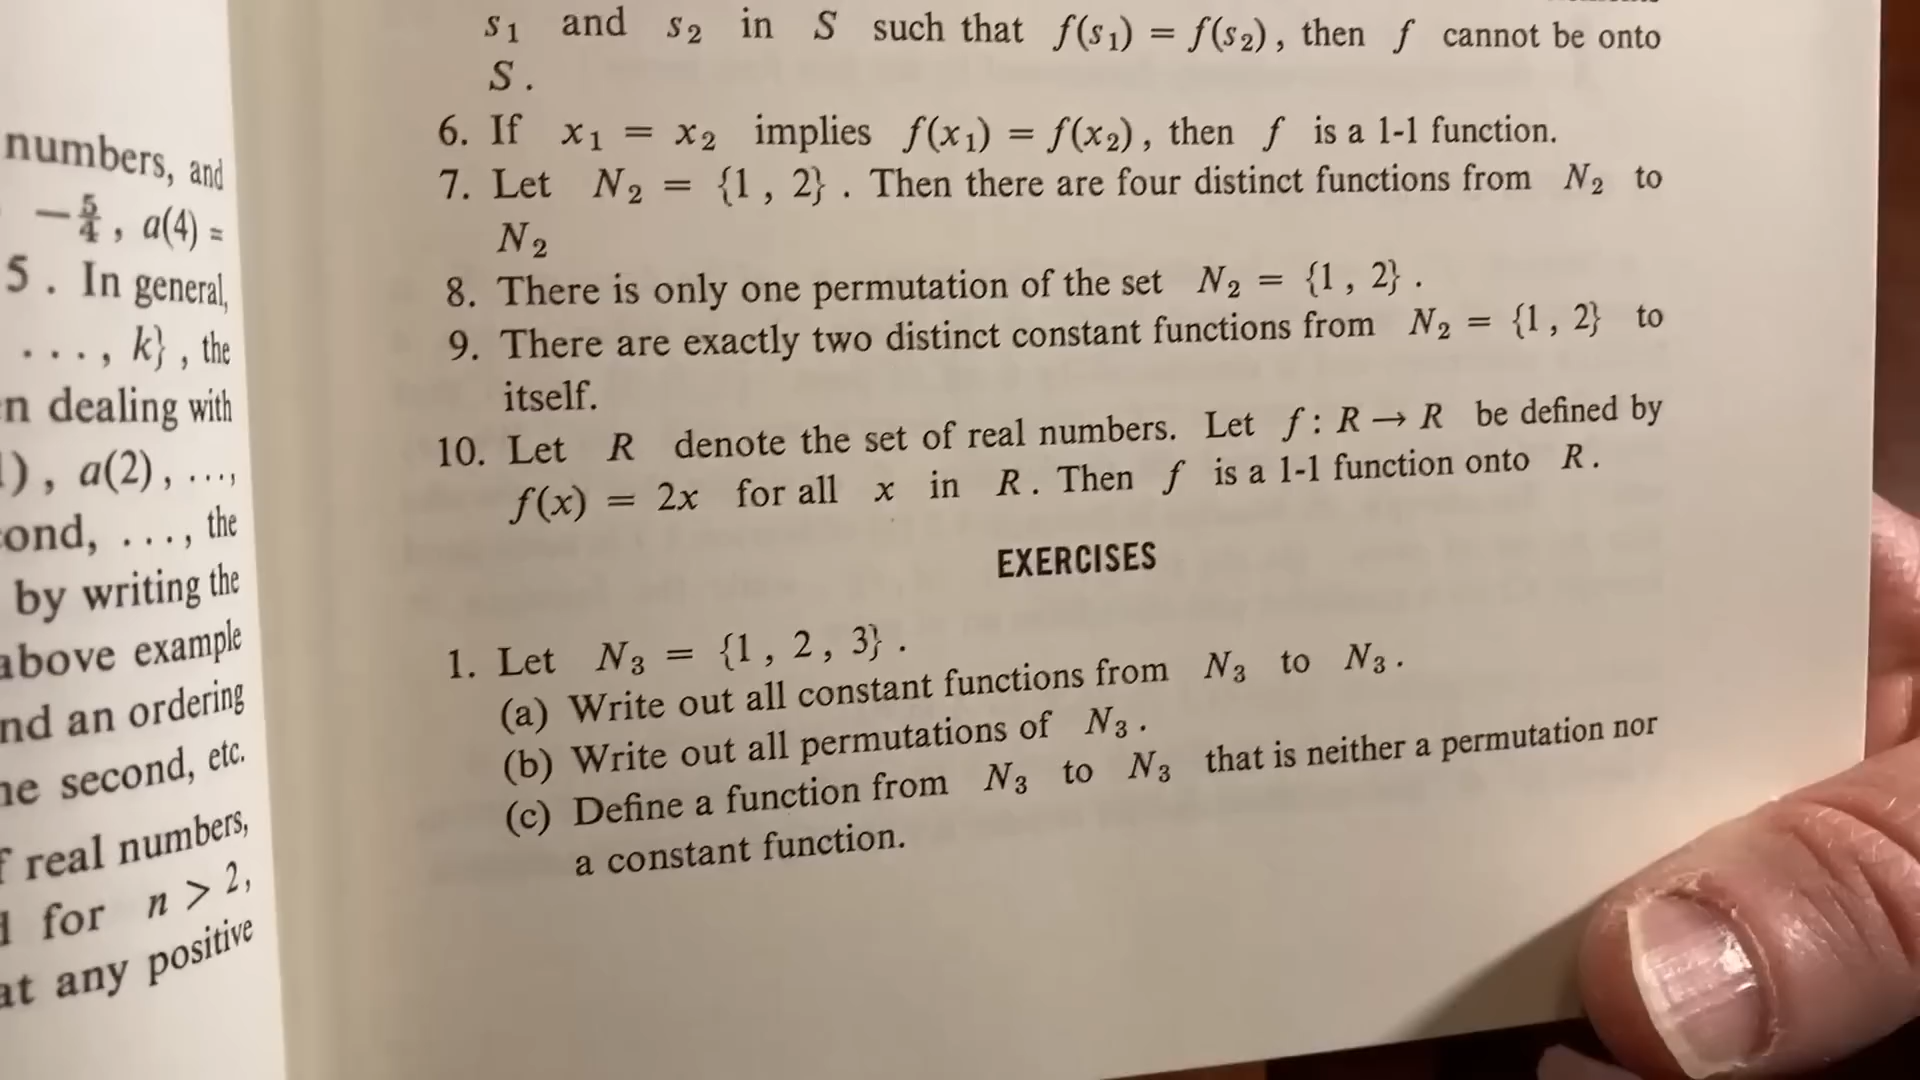 numbers, and
- 5/4, a(4) =
5. In general,
..., k}, the
dealing with
a(2), ...,
..., the
by writing the
above example
an ordering
second, etc.
real numbers,
for n > 2,
at any positive
s₁ and s₂ in S such that f(s₁) = f(s₂), then f cannot be onto
S.
6. If x₁ = x₂ implies f(x₁) = f(x₂), then f is a 1-1 function.
7. Let N₂ = {1, 2}. Then there are four distinct functions from N₂ to
N₂
8. There is only one permutation of the set N₂ = {1, 2}.
9. There are exactly two distinct constant functions from N₂ = {1, 2} to
itself.
10. Let R denote the set of real numbers. Let f: R → R be defined by
f(x) = 2x for all x in R. Then f is a 1-1 function onto R.
EXERCISES
1. Let N₃ = {1, 2, 3}.
(a) Write out all constant functions from N₃ to N₃.
(b) Write out all permutations of N₃.
(c) Define a function from N₃ to N₃ that is neither a permutation nor
a constant function.